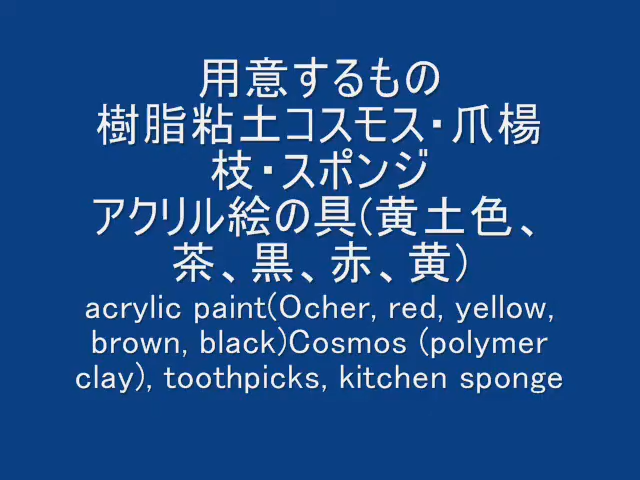 用意するもの
樹脂粘土コスモス・爪楊
枝・スポンジ
アクリル絵の具(黄土色、
茶、黒、赤、黄)
acrylic paint(Ocher, red, yellow,
brown, black)Cosmos (polymer
clay), toothpicks, kitchen sponge